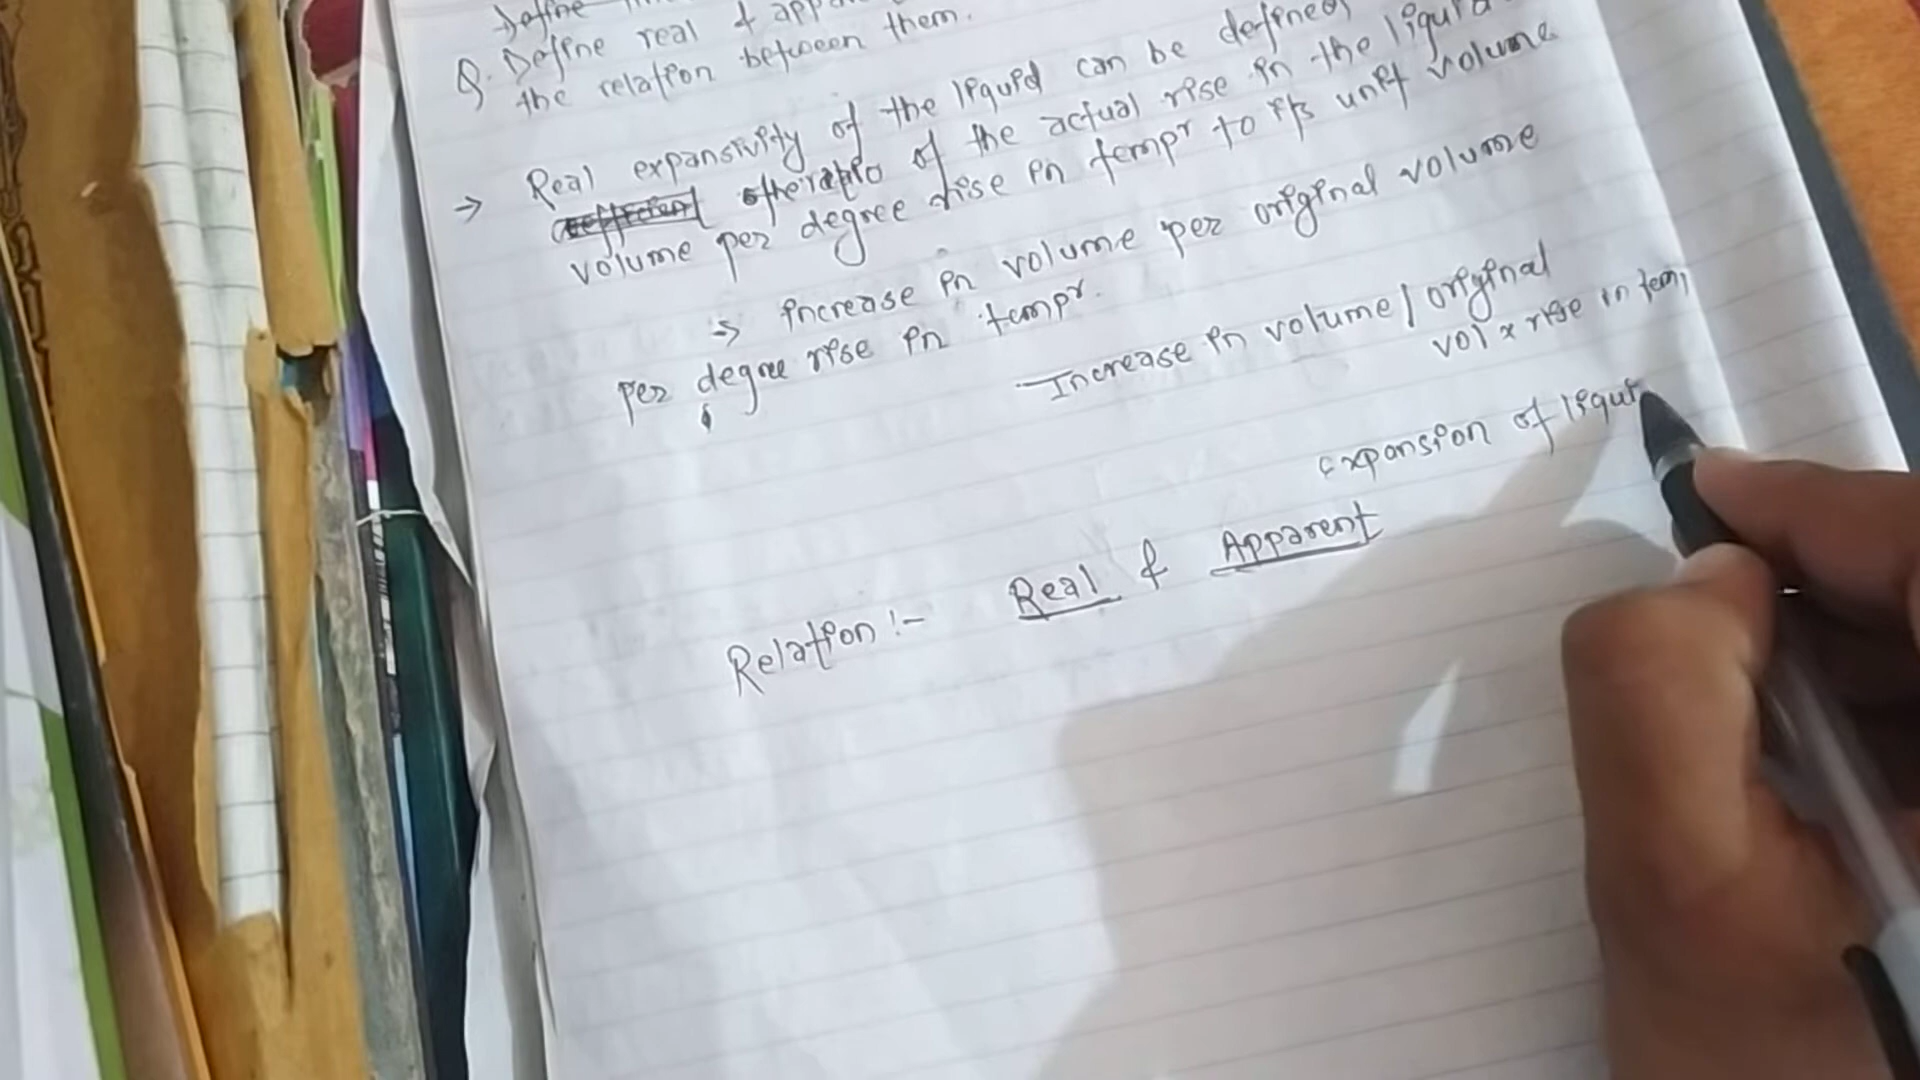 Define
Q. Define real & appa
the relation between them.
→ Real expansivity of the liquid can be defined
the ratio of the actual rise in the liquid
volume per degree rise in tempr to its unit volume
→ increase in volume per original volume
per degree rise in tempr.
Increase in volume / original
vol x rise in tem
Expansion of liqui
Relation :- Real & Apparent